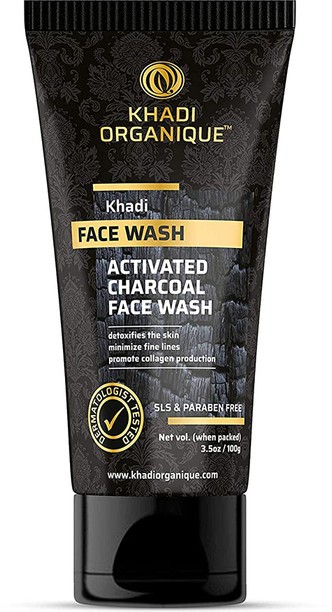 KHADI
ORGANIQUE™
Khadi
FACE WASH
ACTIVATED
CHARCOAL
FACE WASH
detoxifies the skin
minimize fine lines
promote collagen production
DERMATOLOGIST TESTED
SLS & PARABEN FREE
Net vol. (when packed)
3.5oz / 100g
www.khadiorganique.com